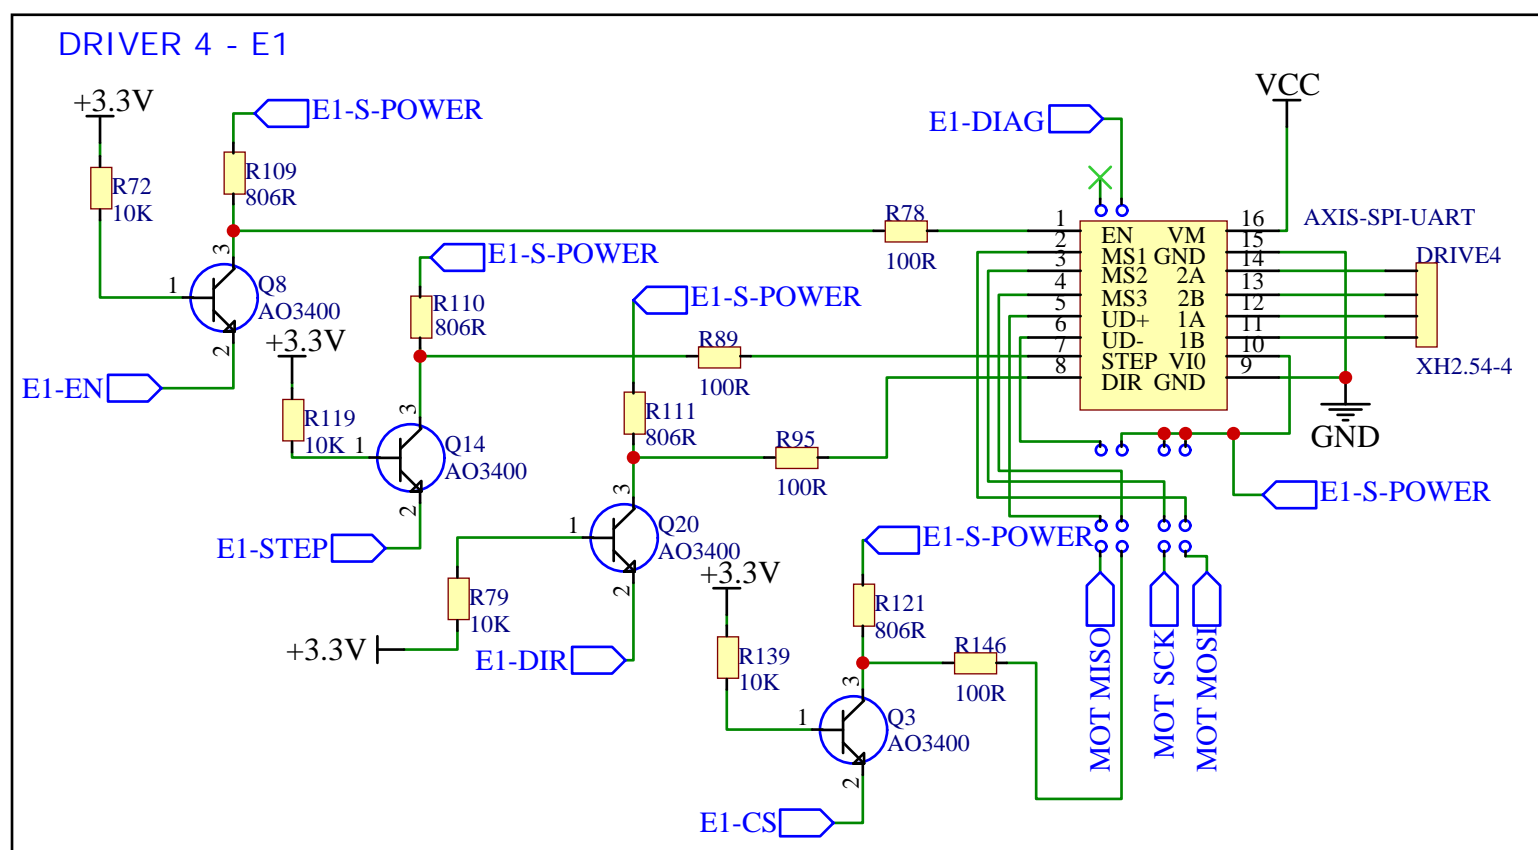 DRIVER 4 - E1
+3.3V
E1-S-POWER
R72
10K
R109
806R
3
1
Q8
AO3400
2
E1-EN
+3.3V
R119
10K
E1-S-POWER
R110
806R
3
1
Q14
AO3400
2
E1-STEP
E1-S-POWER
R111
806R
3
1
Q20
AO3400
2
R79
10K
+3.3V
E1-DIR
R78
100R
R89
100R
R95
100R
+3.3V
R139
10K
E1-S-POWER
R121
806R
R146
100R
3
1
Q3
AO3400
2
E1-CS
E1-DIAG
VCC
1 EN VM 16
2 MS1 GND 15
3 MS2 2A 14
4 MS3 2B 13
5 UD+ 1A 12
6 UD- 1B 11
7 STEP VI0 10
8 DIR GND 9
AXIS-SPI-UART
DRIVE4
XH2.54-4
GND
E1-S-POWER
MOT MISO
MOT SCK
MOT MOSI